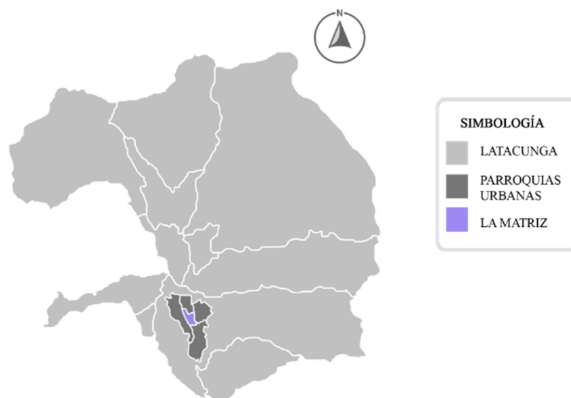 N
SIMBOLOGÍA
LATACUNGA
PARROQUIAS
URBANAS
LA MATRIZ